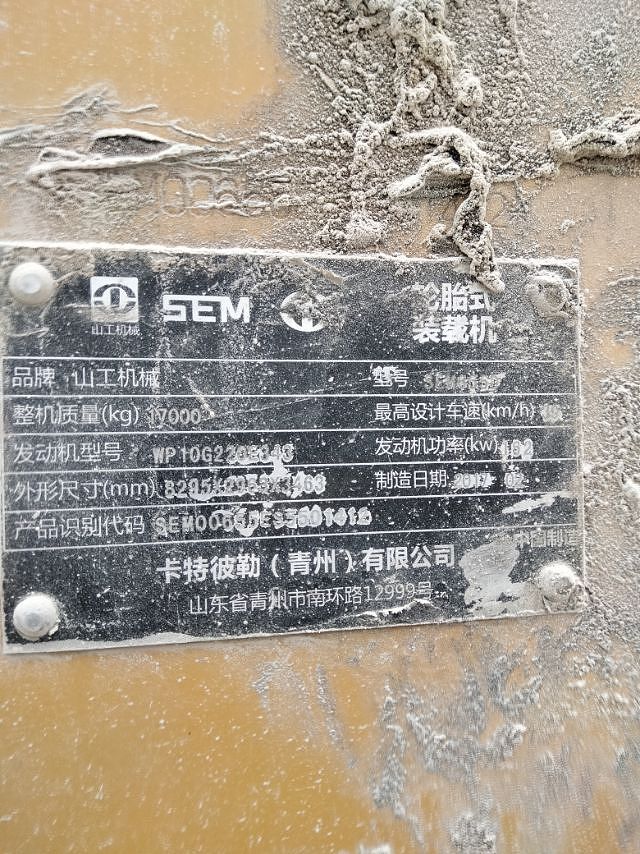 山工机械 SEM 轮胎式
装载机
品牌 山工机械 型号
整机质量(kg) 17000 最高设计车速(km/h)
发动机型号 发动机功率(kw) 162
外形尺寸(mm) 制造日期 2017-02
产品识别代码
卡特彼勒（青州）有限公司 中国制造
山东省青州市南环路12999号